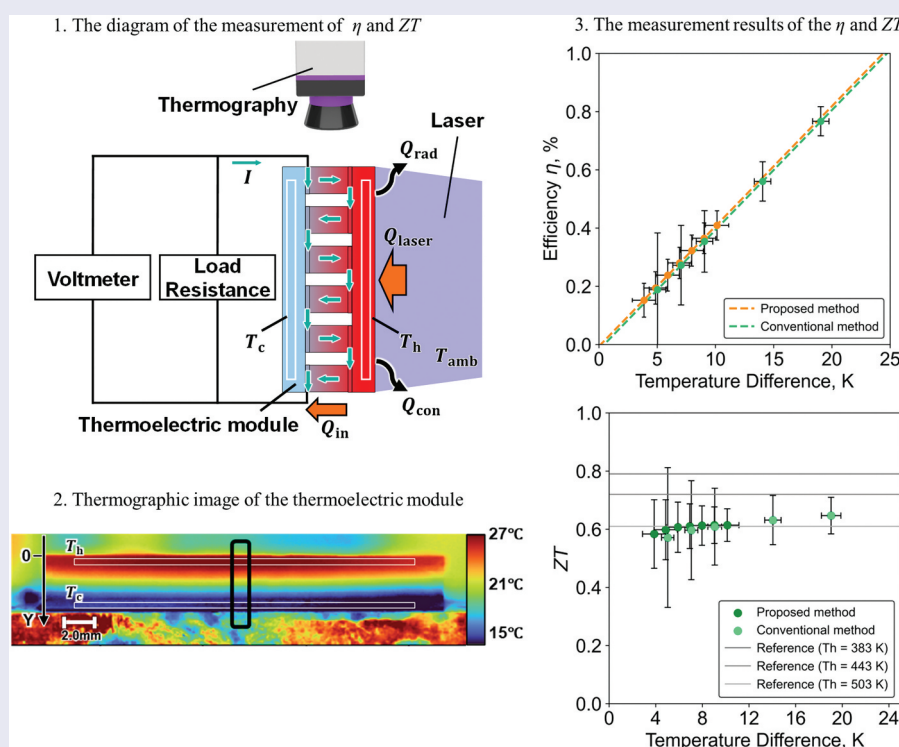 1. The diagram of the measurement of η and ZT
Thermography
Laser
I
Q_rad
Q_laser
Voltmeter
Load
Resistance
T_c
T_h
T_amb
Thermoelectric module
Q_in
Q_con
2. Thermographic image of the thermoelectric module
0
T_h
T_c
Y
2.0mm
27℃
21℃
15℃
3. The measurement results of the η and ZT
Efficiency η, %
1.0
0.8
0.6
0.4
0.2
0.0
Proposed method
Conventional method
0 5 10 15 20 25
Temperature Difference, K
ZT
1.0
0.8
0.6
0.4
0.2
0.0
Proposed method
Conventional method
Reference (Th = 383 K)
Reference (Th = 443 K)
Reference (Th = 503 K)
0 4 8 12 16 20 24
Temperature Difference, K